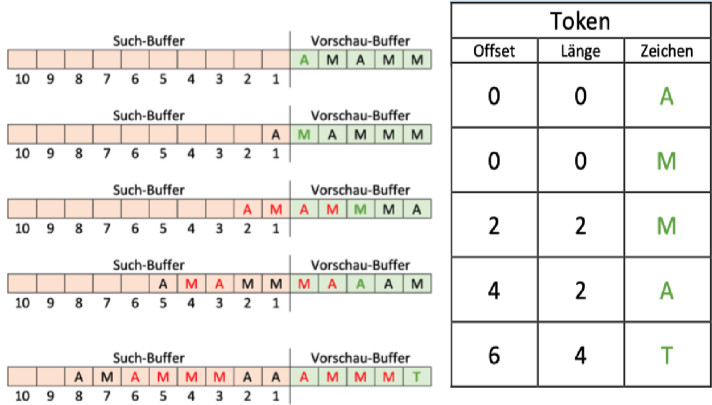 Such-Buffer Vorschau-Buffer
A M A M M
10 9 8 7 6 5 4 3 2 1
Such-Buffer Vorschau-Buffer
A M A M M M
10 9 8 7 6 5 4 3 2 1
Such-Buffer Vorschau-Buffer
A M A M M M A
10 9 8 7 6 5 4 3 2 1
Such-Buffer Vorschau-Buffer
A M A M M M A A A M
10 9 8 7 6 5 4 3 2 1
Such-Buffer Vorschau-Buffer
A M A M M M A A A M M M T
10 9 8 7 6 5 4 3 2 1
Token
Offset Länge Zeichen
0 0 A
0 0 M
2 2 M
4 2 A
6 4 T